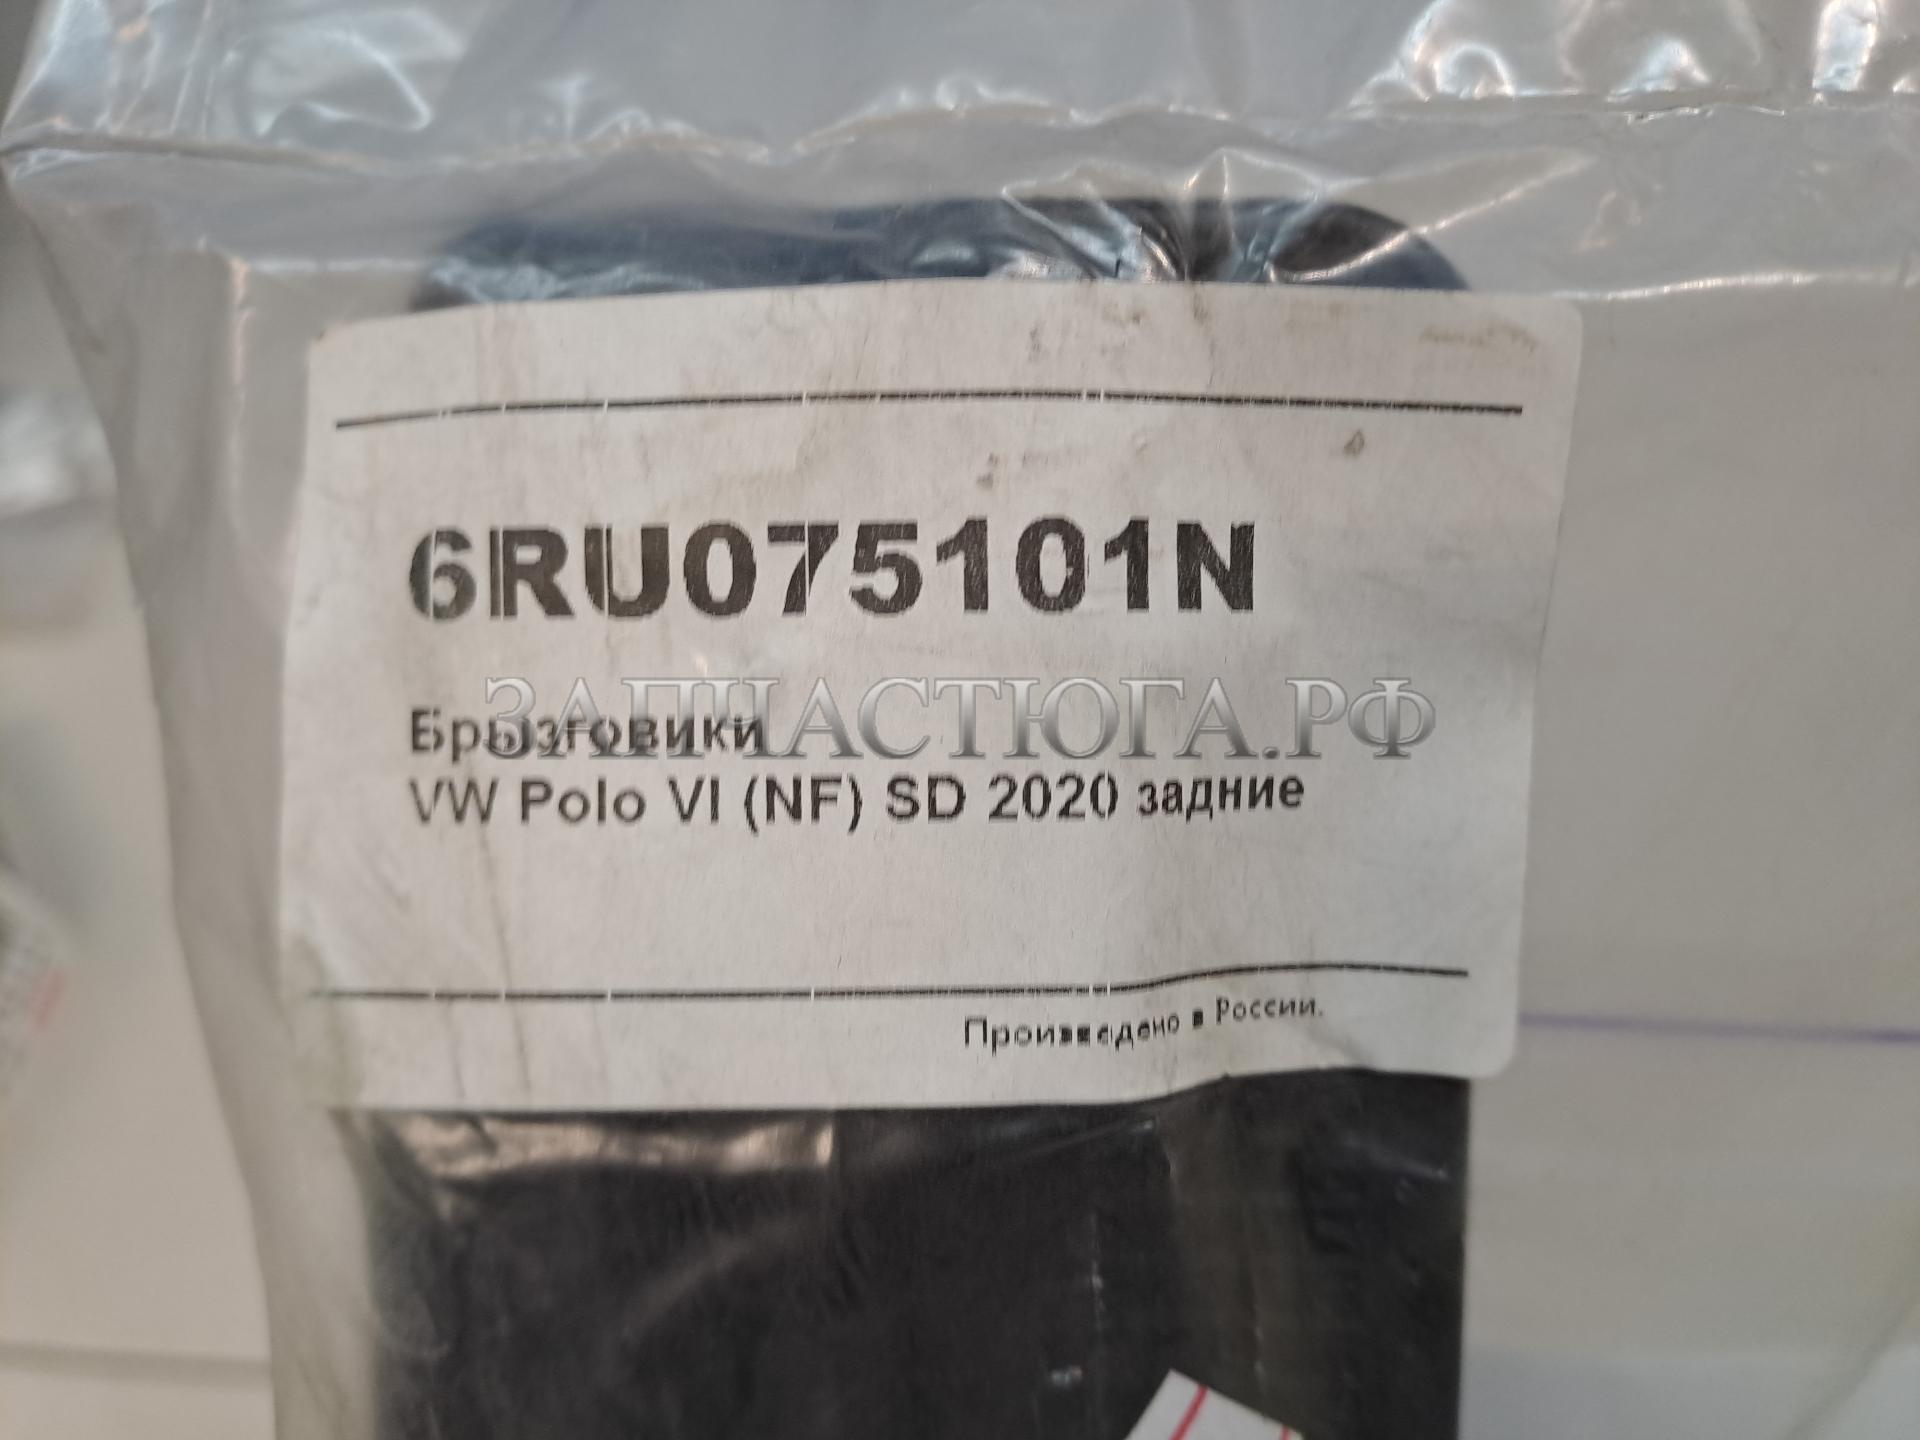 6RU075101N
ЗАПЧАСТЮГА.РФ
Брызговики
VW Polo VI (NF) SD 2020 задние
Произведено в России.